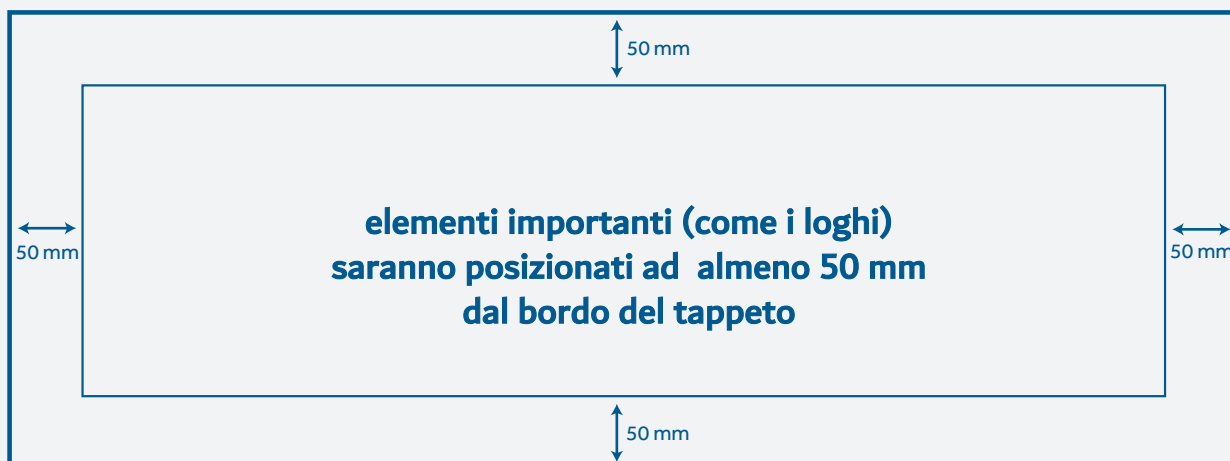 50 mm
elementi importanti (come i loghi)
50 mm
50 mm
saranno posizionati ad  almeno 50 mm
dal bordo del tappeto
50 mm